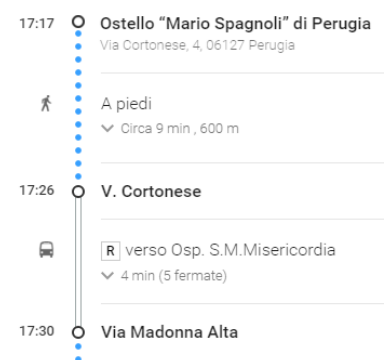 17:17 Ostello “Mario Spagnoli” di Perugia
Via Cortonese, 4, 06127 Perugia
A piedi
Circa 9 min , 600 m
17:26 V. Cortonese
R verso Osp. S.M.Misericordia
4 min (5 fermate)
17:30 Via Madonna Alta